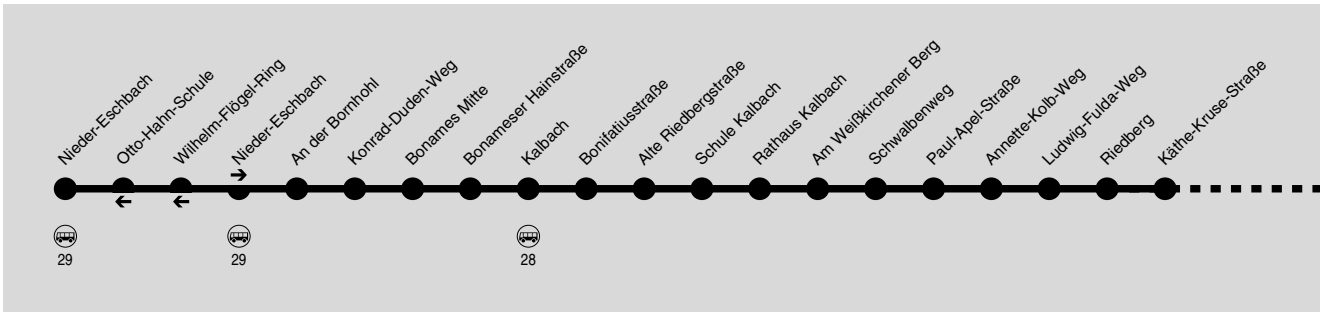 Nieder-Eschbach
Otto-Hahn-Schule
Wilhelm-Flögel-Ring
Nieder-Eschbach
An der Bornhohl
Konrad-Duden-Weg
Bonames Mitte
Bonameser Hainstraße
Kalbach
Bonifatiusstraße
Alte Riedbergstraße
Schule Kalbach
Rathaus Kalbach
Am Weißkirchener Berg
Schwalbenweg
Paul-Apel-Straße
Annette-Kolb-Weg
Ludwig-Fulda-Weg
Riedberg
Käthe-Kruse-Straße
29
29
28